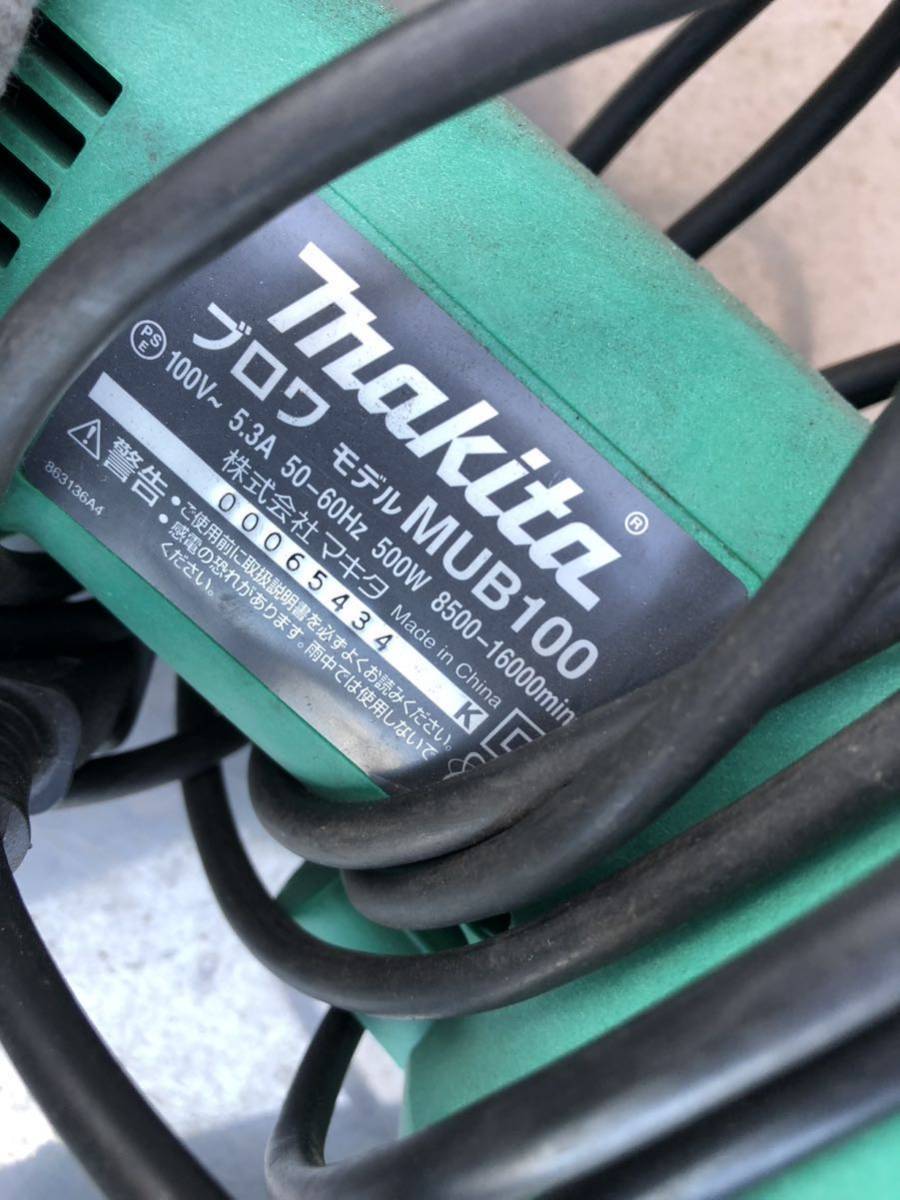 makita®
ブロワ モデル MUB100
PS E 100V~ 5.3A 50-60Hz 500W 8500-16000min
株式会社 マキタ Made in China
00065434 K
警告 ・ご使用前に取扱説明書を必ずよくお読みください。
・感電の恐れがあります。雨中では使用しないで
ください。
863136A4